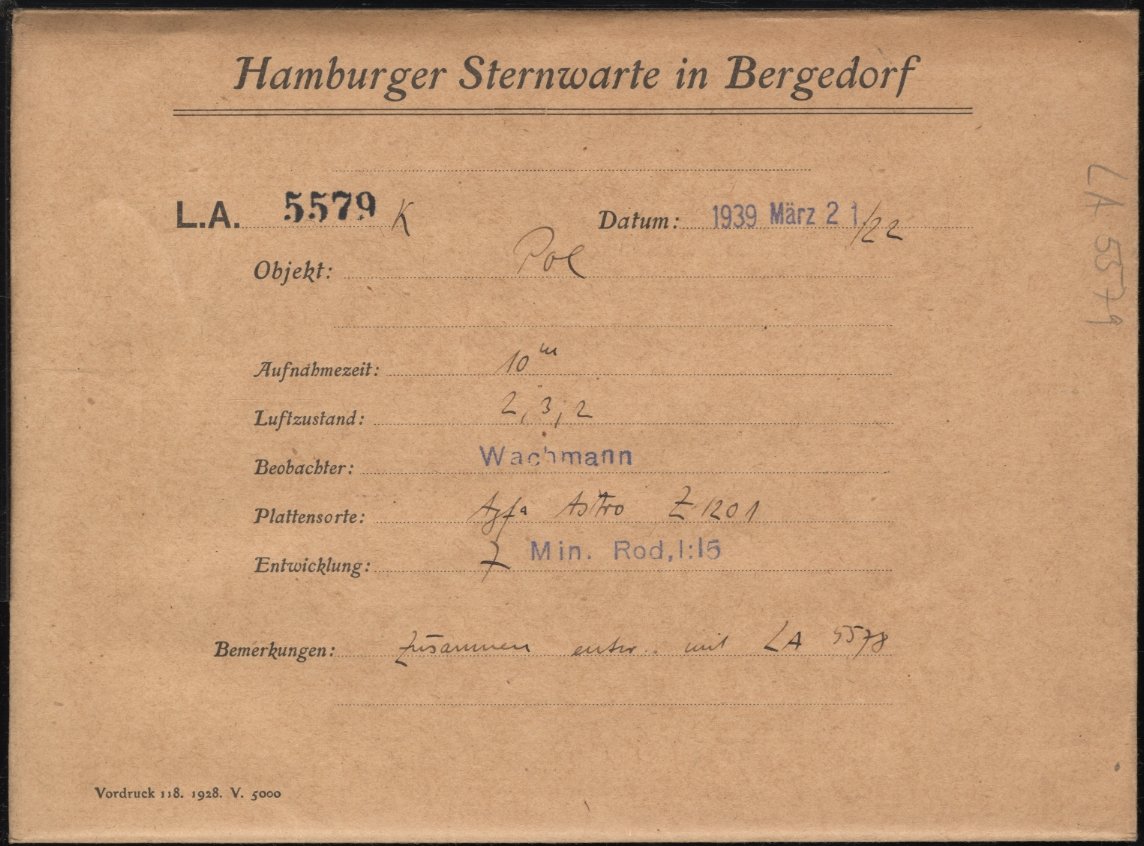 Hamburger Sternwarte in Bergedorf
L.A. 5579 K
Datum: 1939 März 21/22
Objekt: Pol
Aufnahmezeit: 10 m
Luftzustand: 2, 3, 2
Beobachter: Wachmann
Plattensorte: Agfa Astro Z 1201
Entwicklung: 7 Min. Rod, 1:15
Bemerkungen: Zusammen entw. mit LA 5578
Vordruck 118. 1928. V. 5000
LA 5579